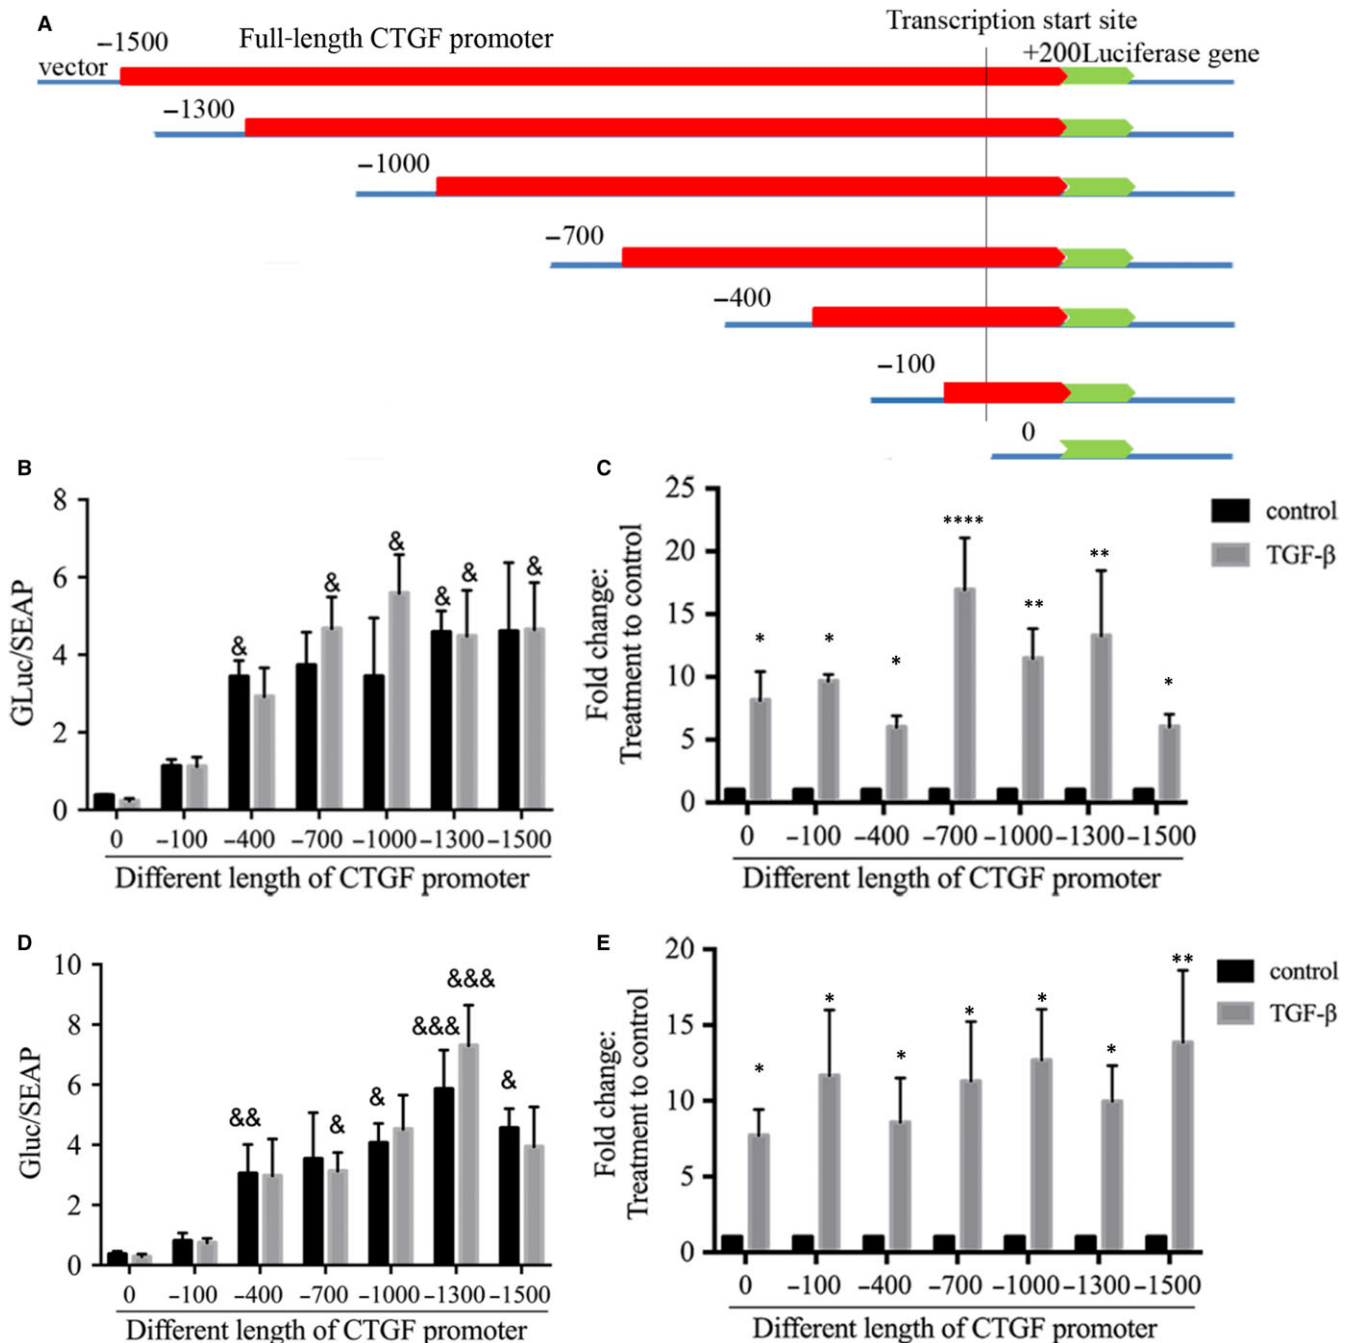 A
Transcription start site
−1500
Full-length CTGF promoter
+200Luciferase gene
vector
−1300
−1000
−700
−400
−100
0
B
GLuc/SEAP
8
6
4
2
0
& & & & & &
0 −100 −400 −700 −1000 −1300 −1500
Different length of CTGF promoter
C
Fold change:
Treatment to control
25
20
15
10
5
0
* * * **** ** ** *
control
TGF-β
0 −100 −400 −700 −1000 −1300 −1500
Different length of CTGF promoter
D
Gluc/SEAP
10
8
6
4
2
0
&& & & &&& &&& &
0 −100 −400 −700 −1000 −1300 −1500
Different length of CTGF promoter
E
Fold change:
Treatment to control
20
15
10
5
0
* * * * * * **
control
TGF-β
0 −100 −400 −700 −1000 −1300 −1500
Different length of CTGF promoter